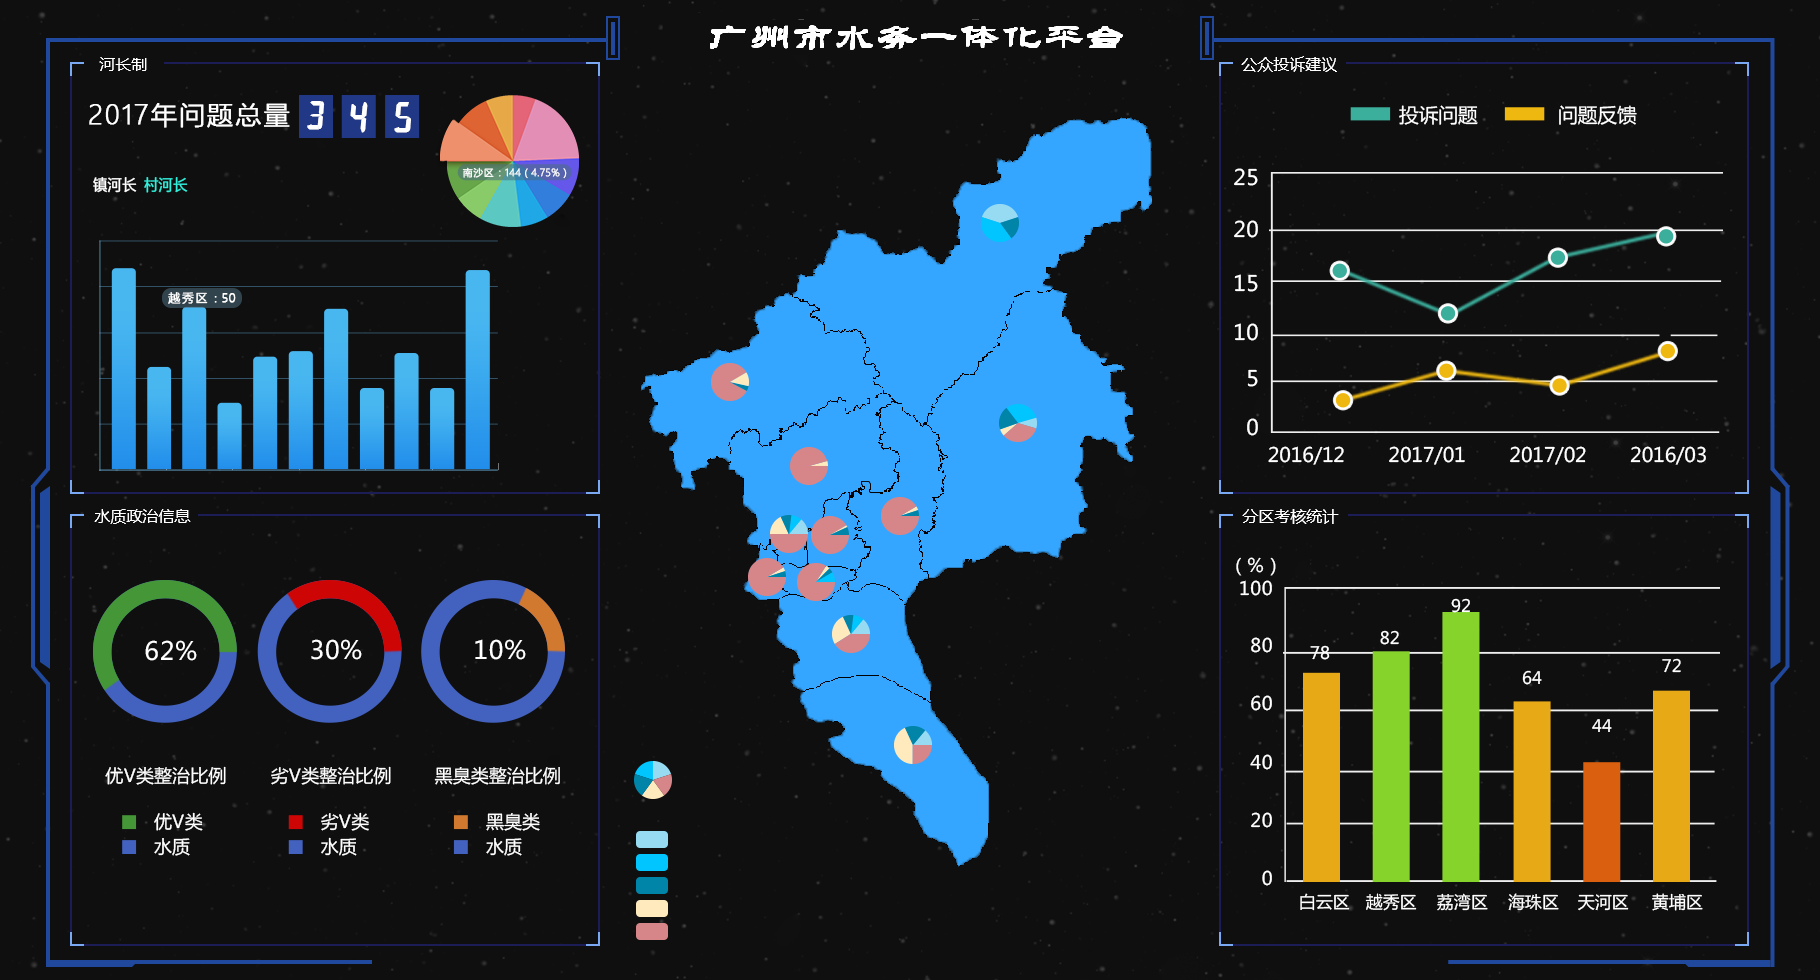 广州市水务一体化平台
河长制
2017年问题总量 3 4 5
南沙区：144 ( 4.75% )
镇河长 村河长
越秀区：50
水质政治信息
62%
30%
10%
优V类整治比例
劣V类整治比例
黑臭类整治比例
优V类
水质
劣V类
水质
黑臭类
水质
公众投诉建议
投诉问题
问题反馈
25
20
15
10
5
0
2016/12
2017/01
2017/02
2016/03
分区考核统计
( % )
100
80
60
40
20
0
78
82
92
64
44
72
白云区
越秀区
荔湾区
海珠区
天河区
黄埔区